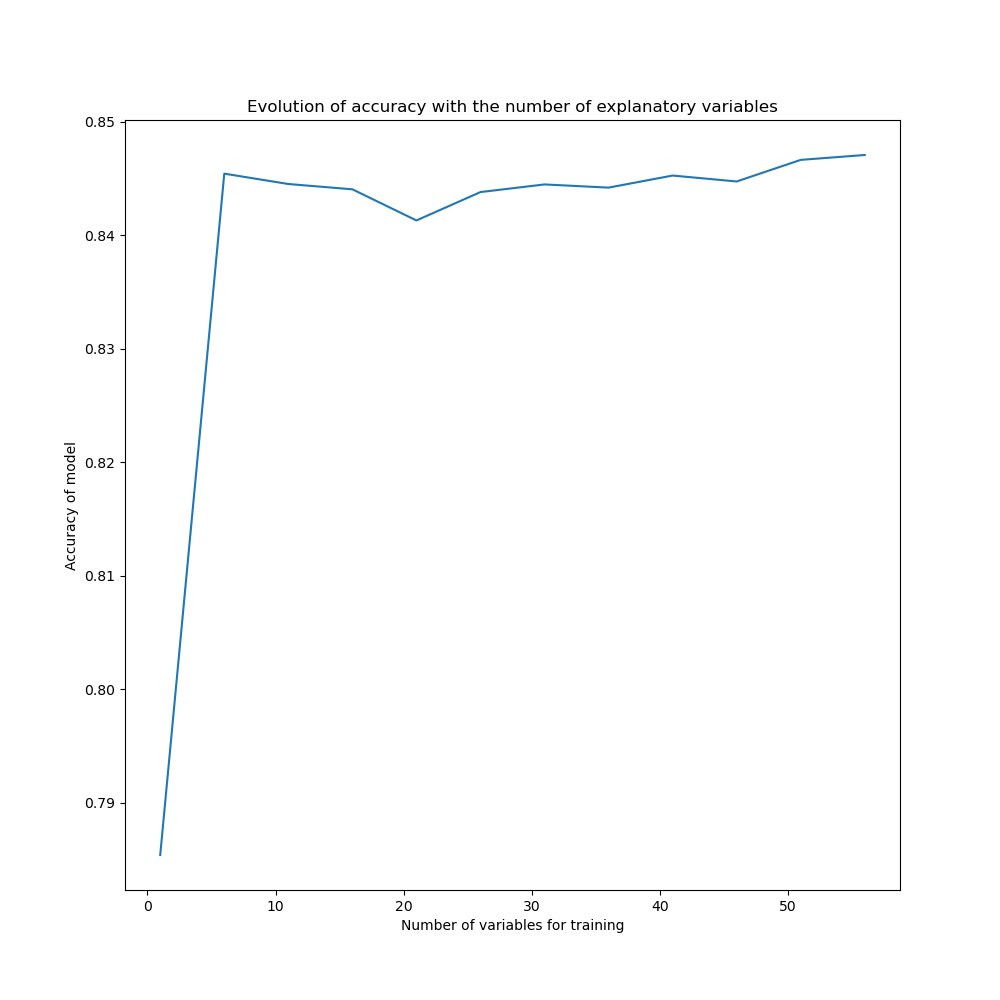 Evolution of accuracy with the number of explanatory variables
0.85
0.84
0.83
0.82
0.81
0.80
0.79
Accuracy of model
0 10 20 30 40 50
Number of variables for training